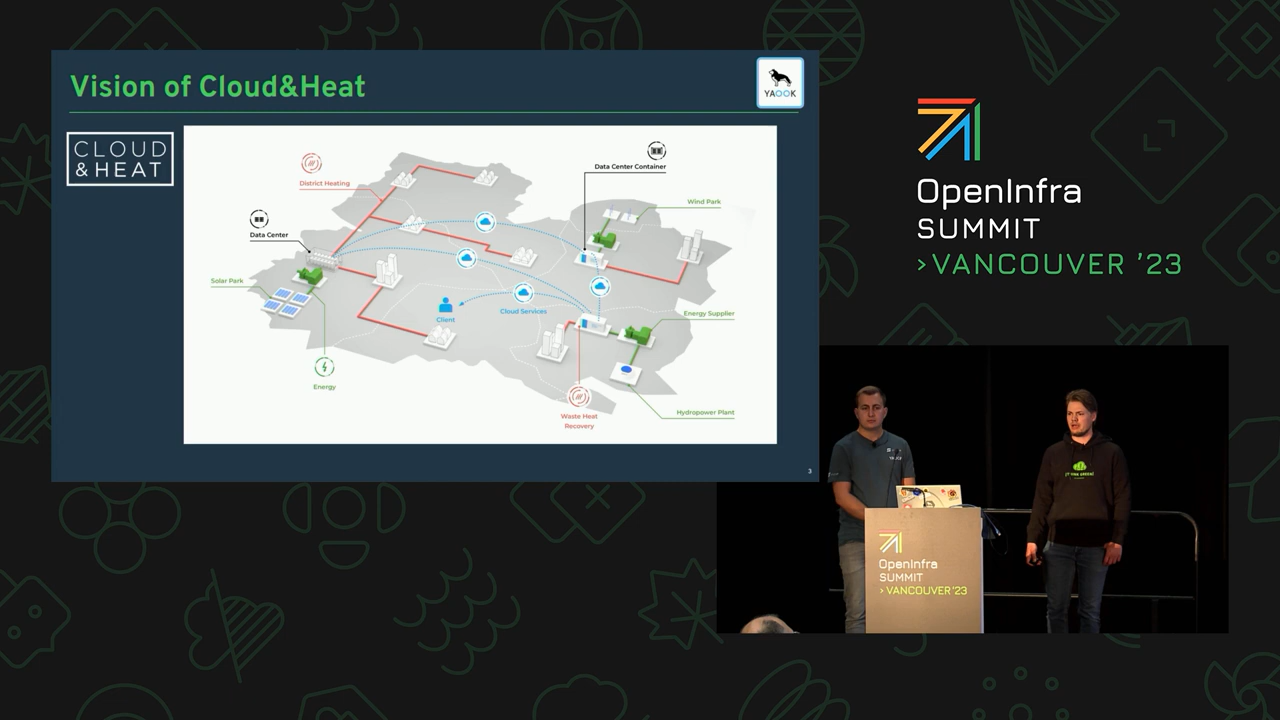 Vision of Cloud&Heat
YAOOK
CLOUD
&HEAT
Data Center Container
District Heating
Wind Park
Data Center
Solar Park
Client
Cloud Services
Energy Supplier
Energy
Waste Heat
Recovery
Hydropower Plant
3
OpenInfra
SUMMIT
>VANCOUVER '23
OpenInfra
SUMMIT
>VANCOUVER '23